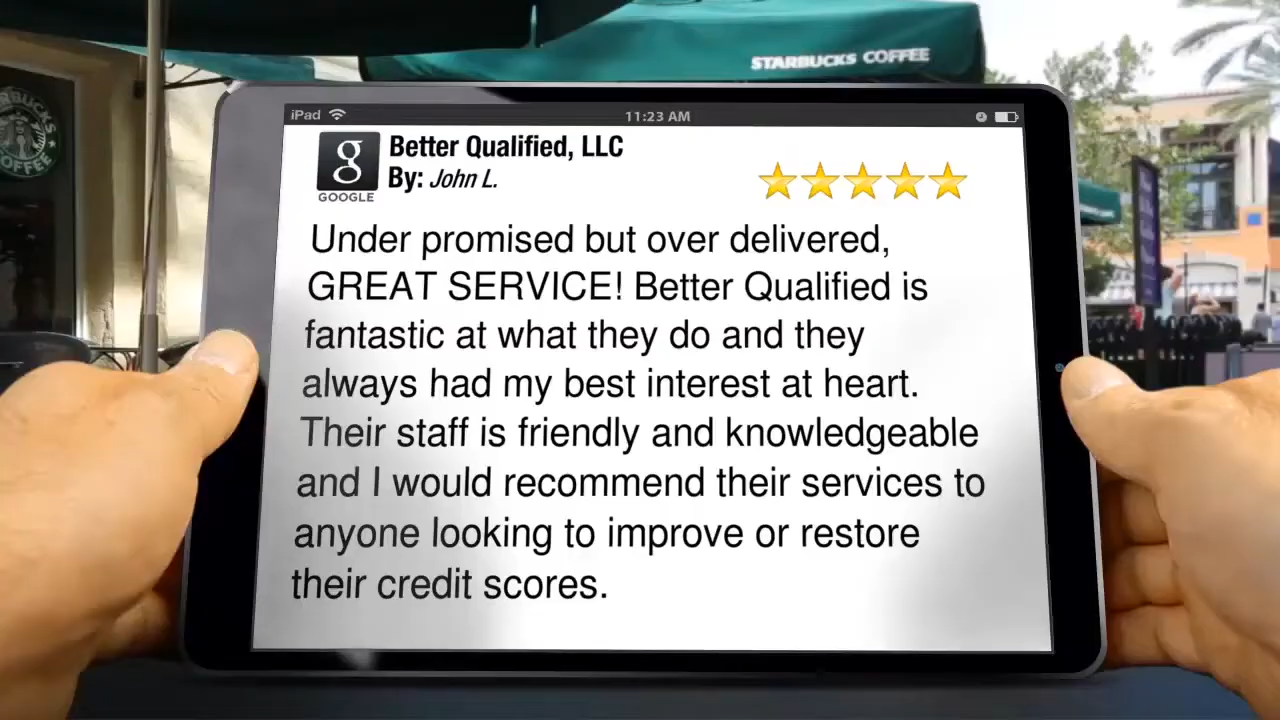 STARBUCKS COFFEE
iPad
11:23 AM
g
GOOGLE
Better Qualified, LLC
By: John L.
Under promised but over delivered,
GREAT SERVICE! Better Qualified is
fantastic at what they do and they
always had my best interest at heart.
Their staff is friendly and knowledgeable
and I would recommend their services to
anyone looking to improve or restore
their credit scores.
COFFEE